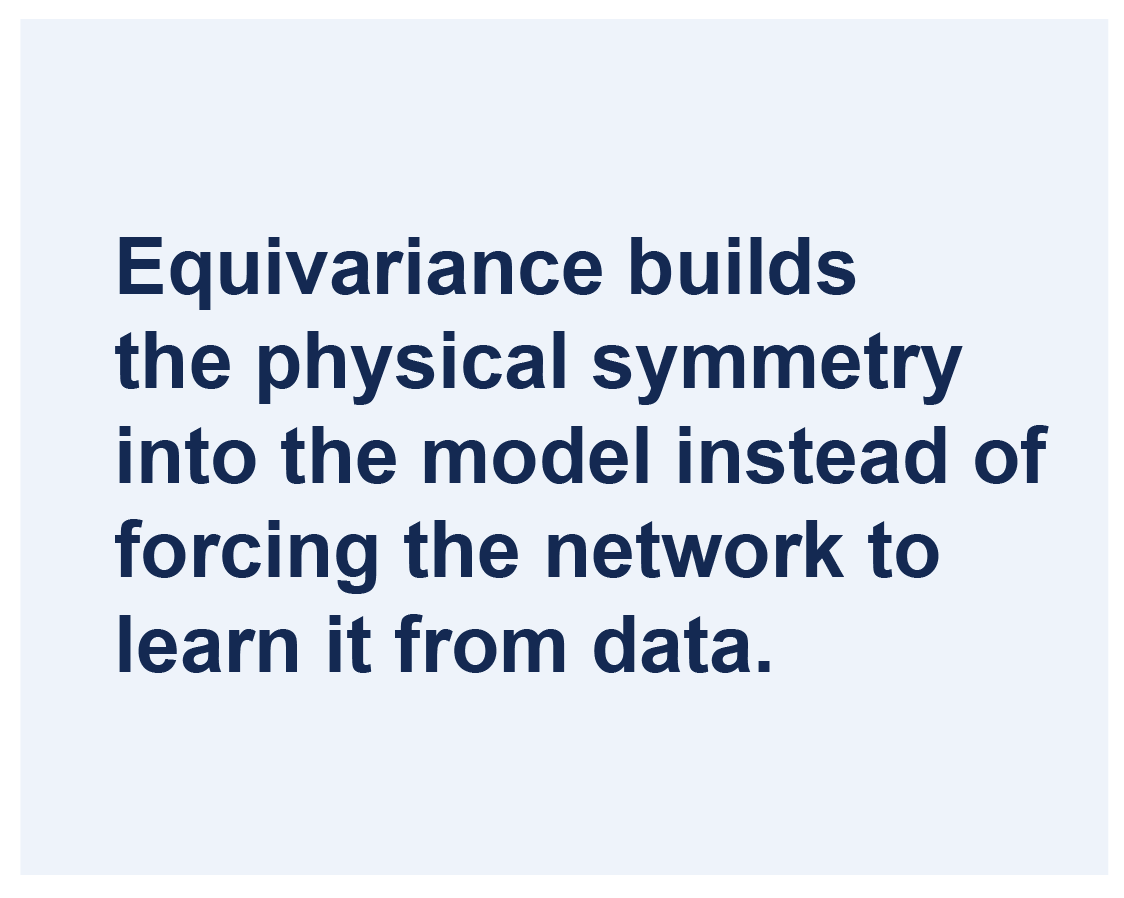 Equivariance builds
the physical symmetry
into the model instead of
forcing the network to
learn it from data.